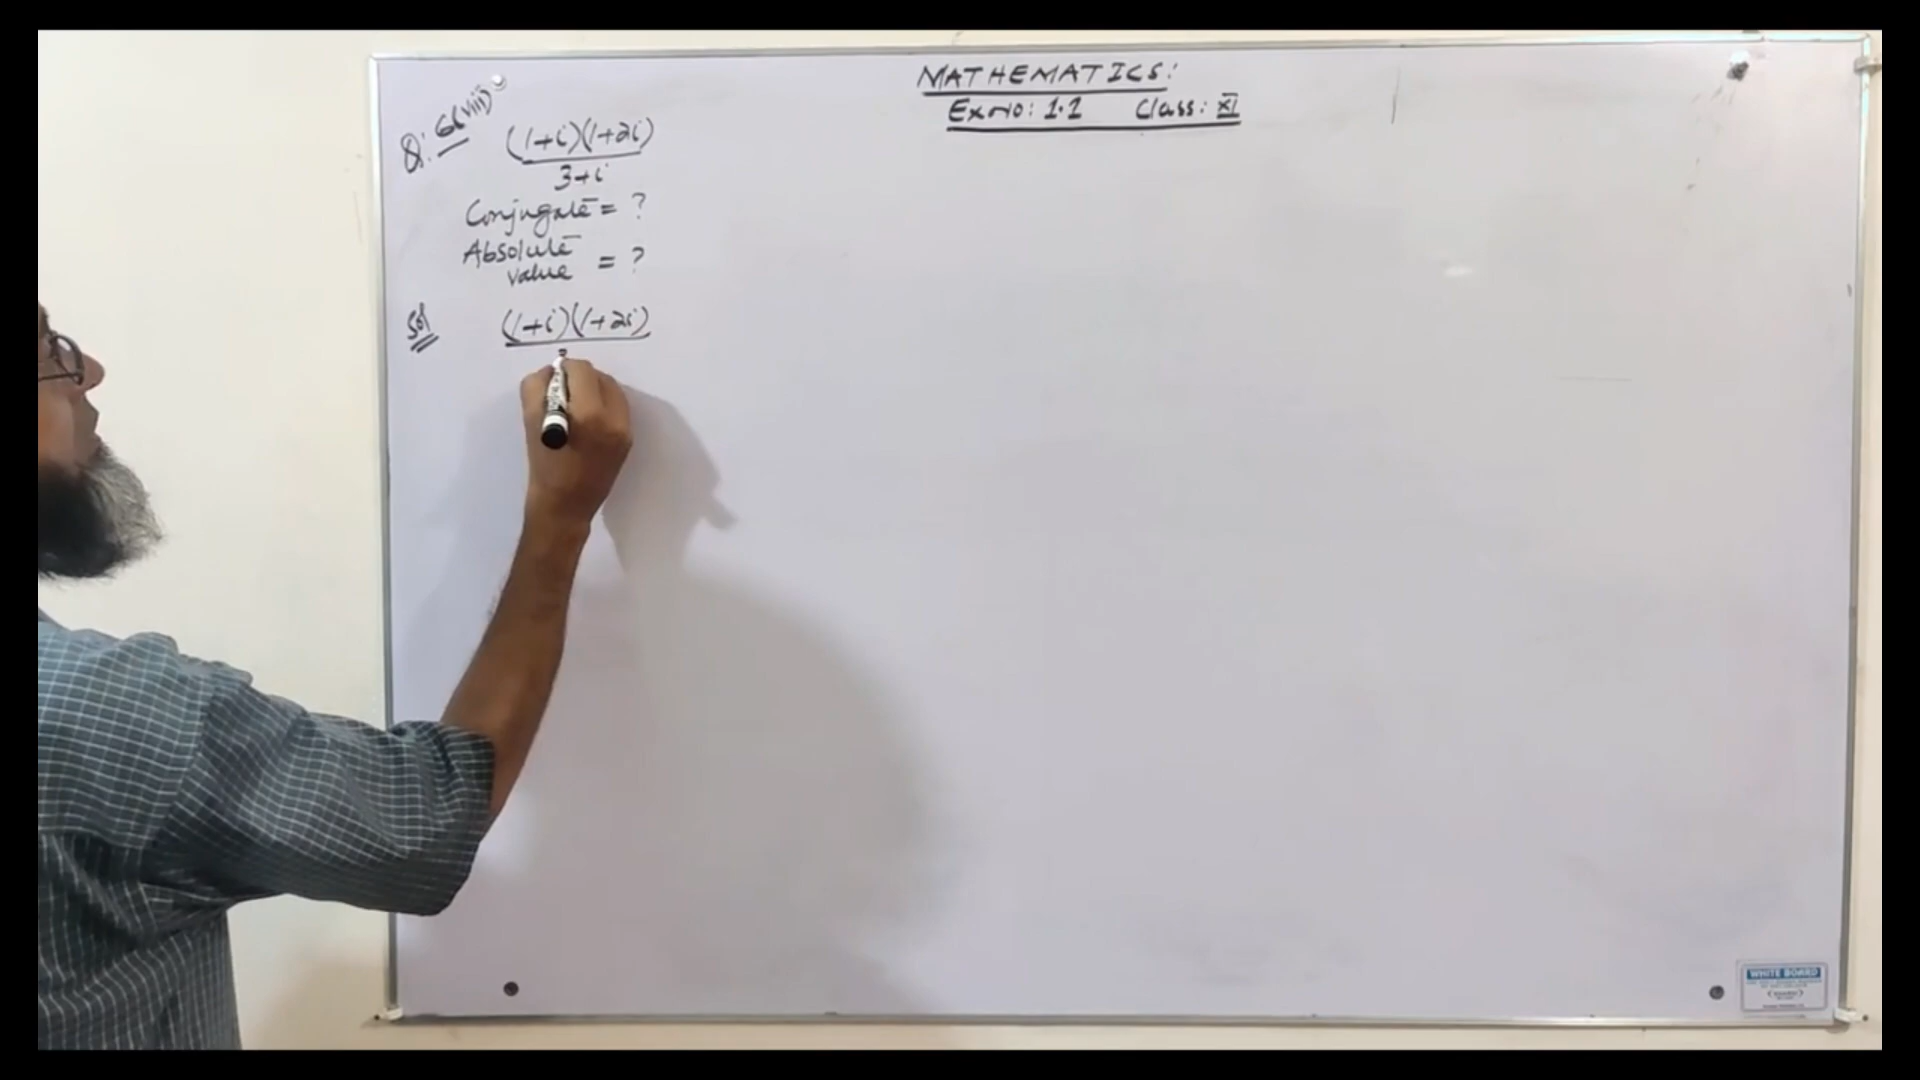 MATHEMATICS:
Ex NO: 1.1 Class: XI
Q: 6(viii)
(1+i)(1+2i)
3+i
Conjugate = ?
Absolute
value = ?
Sol
(1+i)(1+2i)
WHITE BOARD